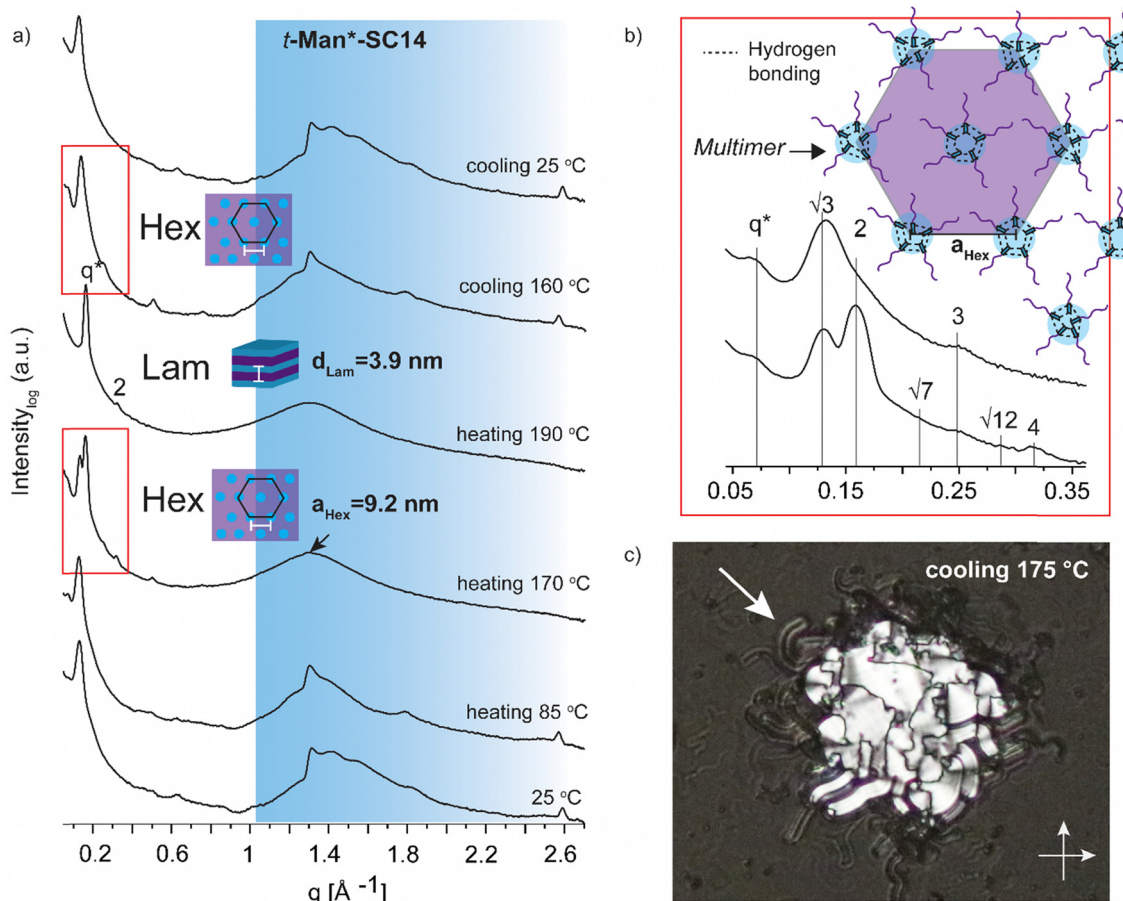 a)
t-Man*-SC14
cooling 25 °C
Hex
q*
cooling 160 °C
Lam
d_Lam=3.9 nm
2
heating 190 °C
Hex
a_Hex=9.2 nm
heating 170 °C
heating 85 °C
25 °C
Intensity_log (a.u.)
0.2 0.6 1 1.4 1.8 2.2 2.6
q [Å ⁻¹]
b)
Hydrogen
bonding
Multimer
a_Hex
q*
√3
2
3
√7
√12
4
0.05 0.15 0.25 0.35
c)
cooling 175 °C